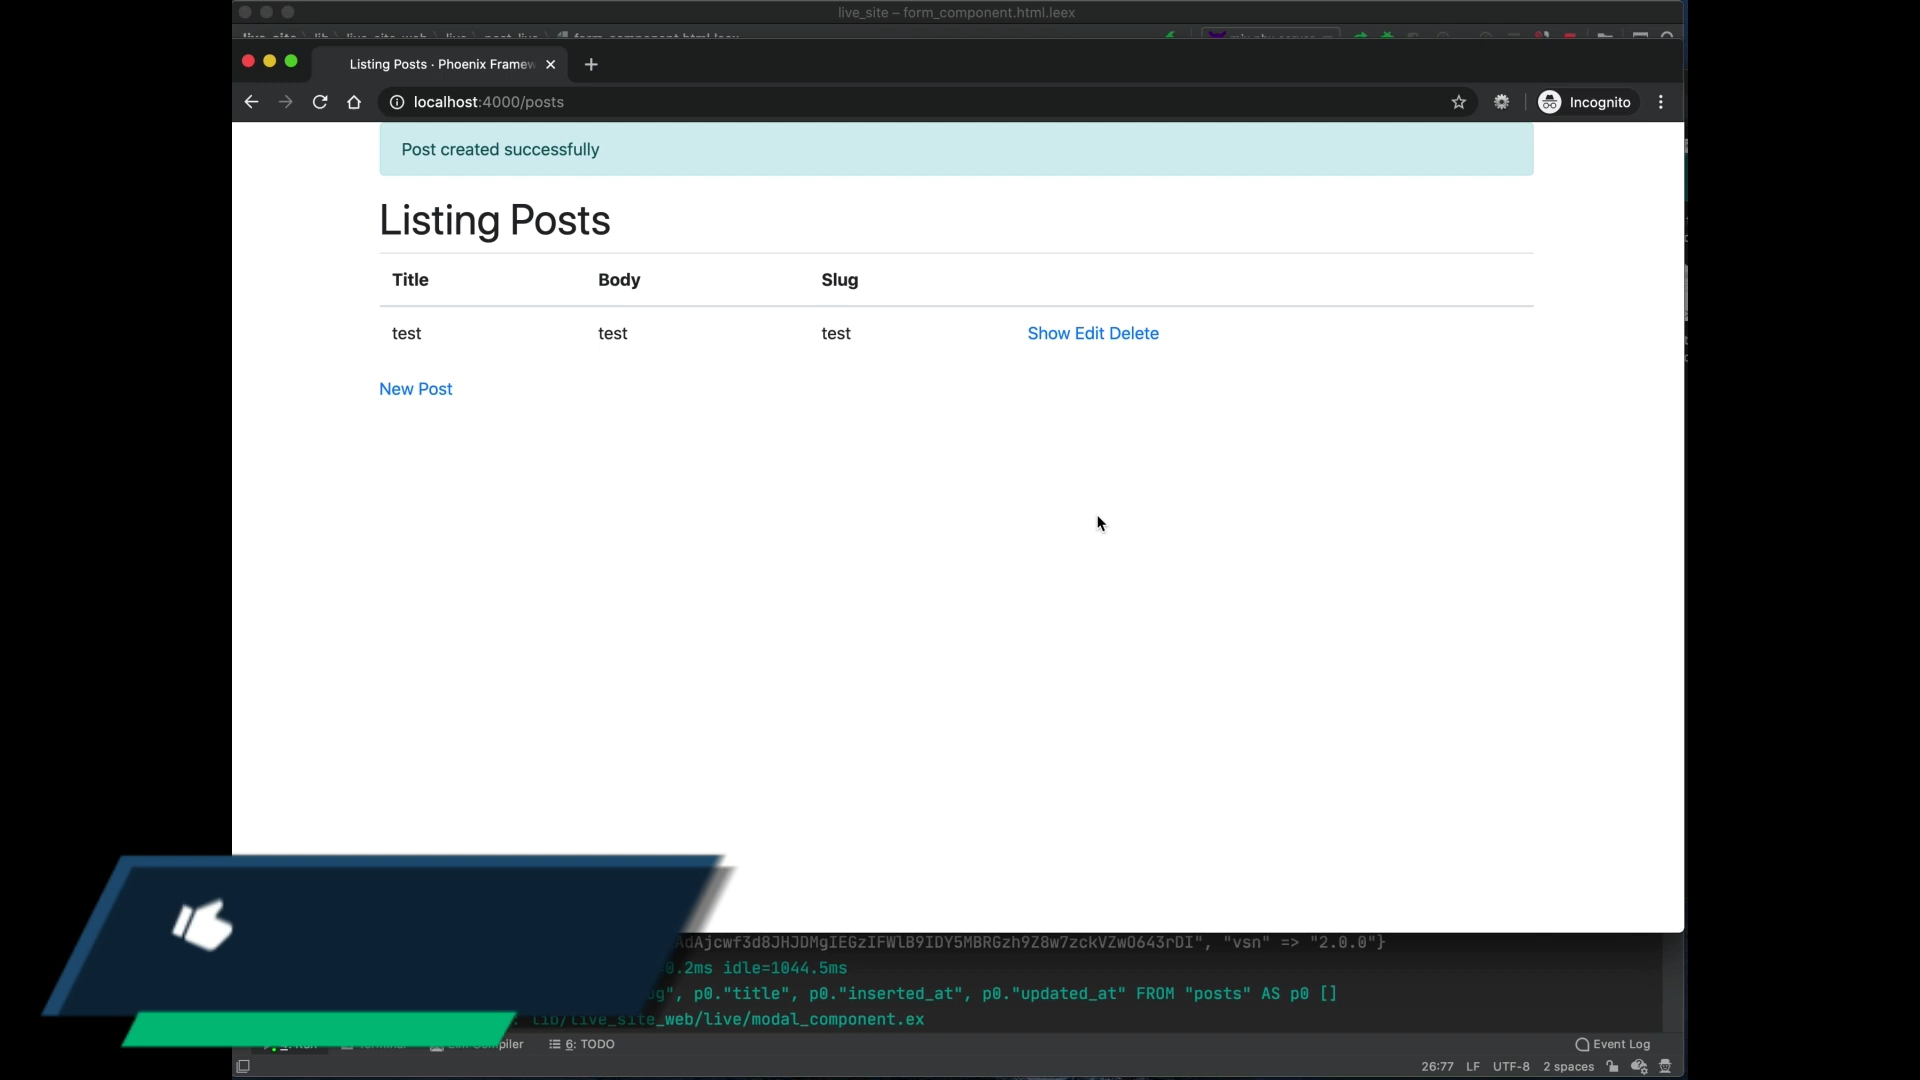 live_site – form_component.html.leex
Listing Posts · Phoenix Framew
localhost:4000/posts
Incognito
Post created successfully
Listing Posts
Title Body Slug
test test test Show Edit Delete
New Post
AdAjcwf3d8JHJDMgIEGzIFWlB9IDY5MBRGzh9Z8w7zckVZwO643rDI", "vsn" => "2.0.0"}
0.2ms idle=1044.5ms
", p0."title", p0."inserted_at", p0."updated_at" FROM "posts" AS p0 []
lib/live_site_web/live/modal_component.ex
6: TODO
Event Log
26:77 LF UTF-8 2 spaces